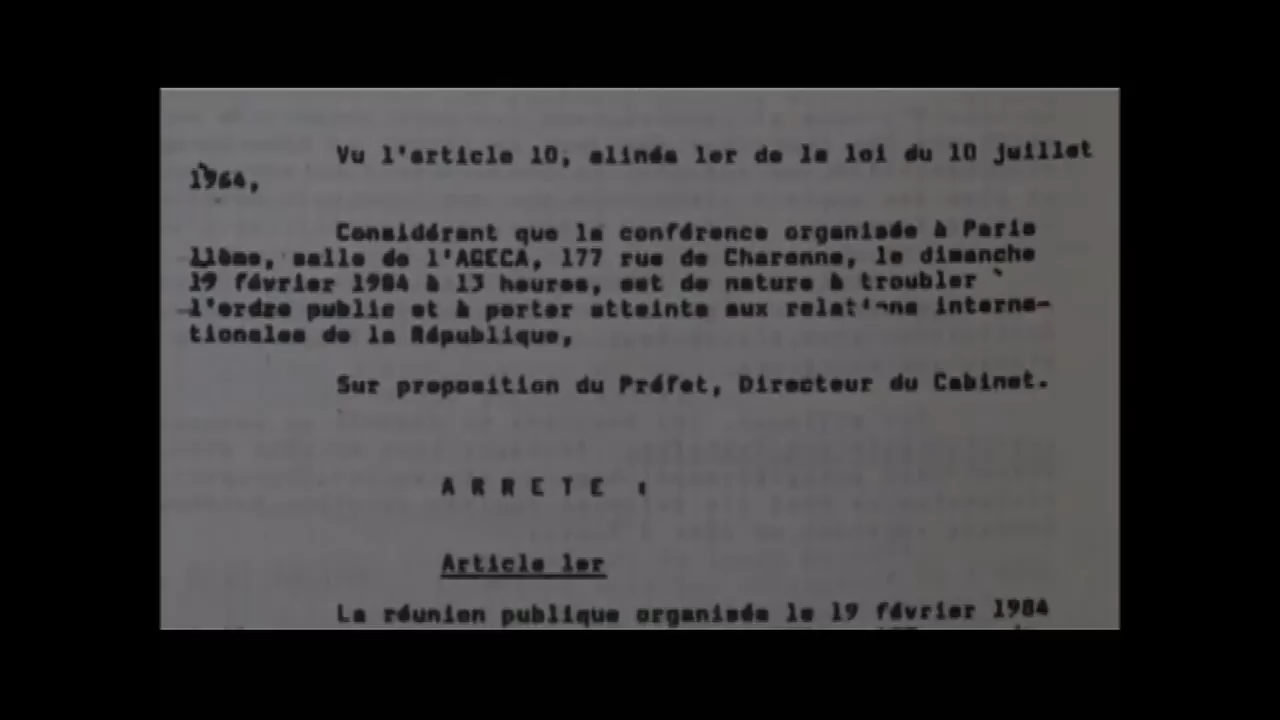 Vu l'article 10, alinéa 1er de la loi du 10 juillet
1964,
Considérant que la conférence organisée à Paris
11ème, salle de l'AGECA, 177 rue de Charonne, le dimanche
19 février 1984 à 13 heures, est de nature à troubler
l'ordre public et à porter atteinte aux relations interna-
tionales de la République,
Sur proposition du Préfet, Directeur du Cabinet.
A R R E T E :
Article 1er
La réunion publique organisée le 19 février 1984